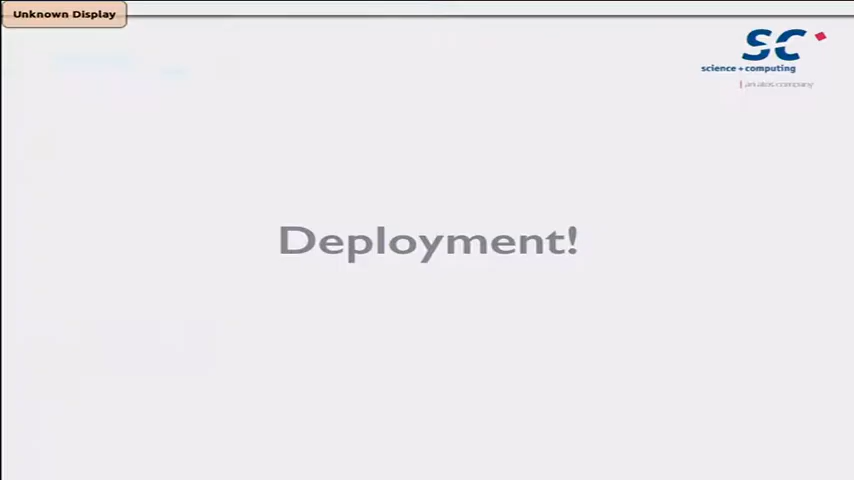 Unknown Display
SC
science + computing
an atos company
Deployment!